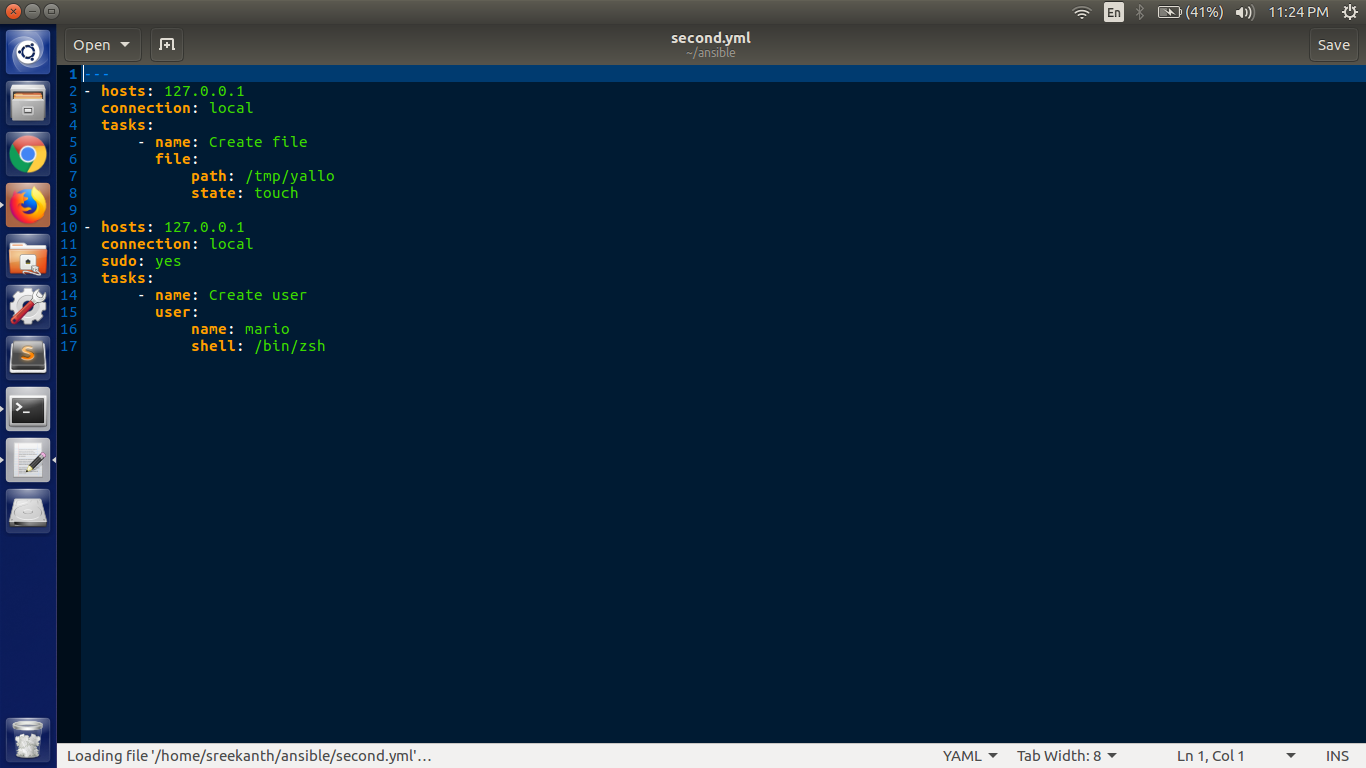 En (41%) 11:24 PM
Open second.yml Save
~/ansible
1 ---
2 - hosts: 127.0.0.1
3   connection: local
4   tasks:
5       - name: Create file
6         file:
7             path: /tmp/yallo
8             state: touch
9
10 - hosts: 127.0.0.1
11   connection: local
12   sudo: yes
13   tasks:
14       - name: Create user
15         user:
16             name: mario
17             shell: /bin/zsh
Loading file '/home/sreekanth/ansible/second.yml'… YAML Tab Width: 8 Ln 1, Col 1 INS